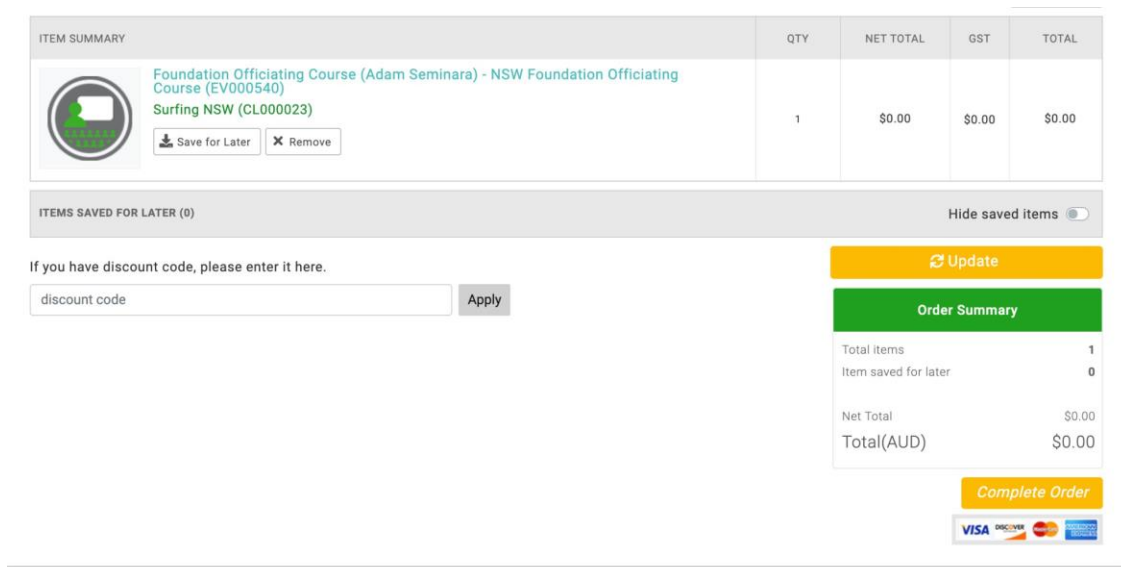 ITEM SUMMARY QTY NET TOTAL GST TOTAL
Foundation Officiating Course (Adam Seminara) - NSW Foundation Officiating
Course (EV000540)
Surfing NSW (CL000023)
1 $0.00 $0.00 $0.00
Save for Later Remove
ITEMS SAVED FOR LATER (0) Hide saved items
If you have discount code, please enter it here.
discount code Apply
Update
Order Summary
Total items 1
Item saved for later 0
Net Total $0.00
Total(AUD) $0.00
Complete Order
VISA DISCOVER MasterCard AMERICAN EXPRESS